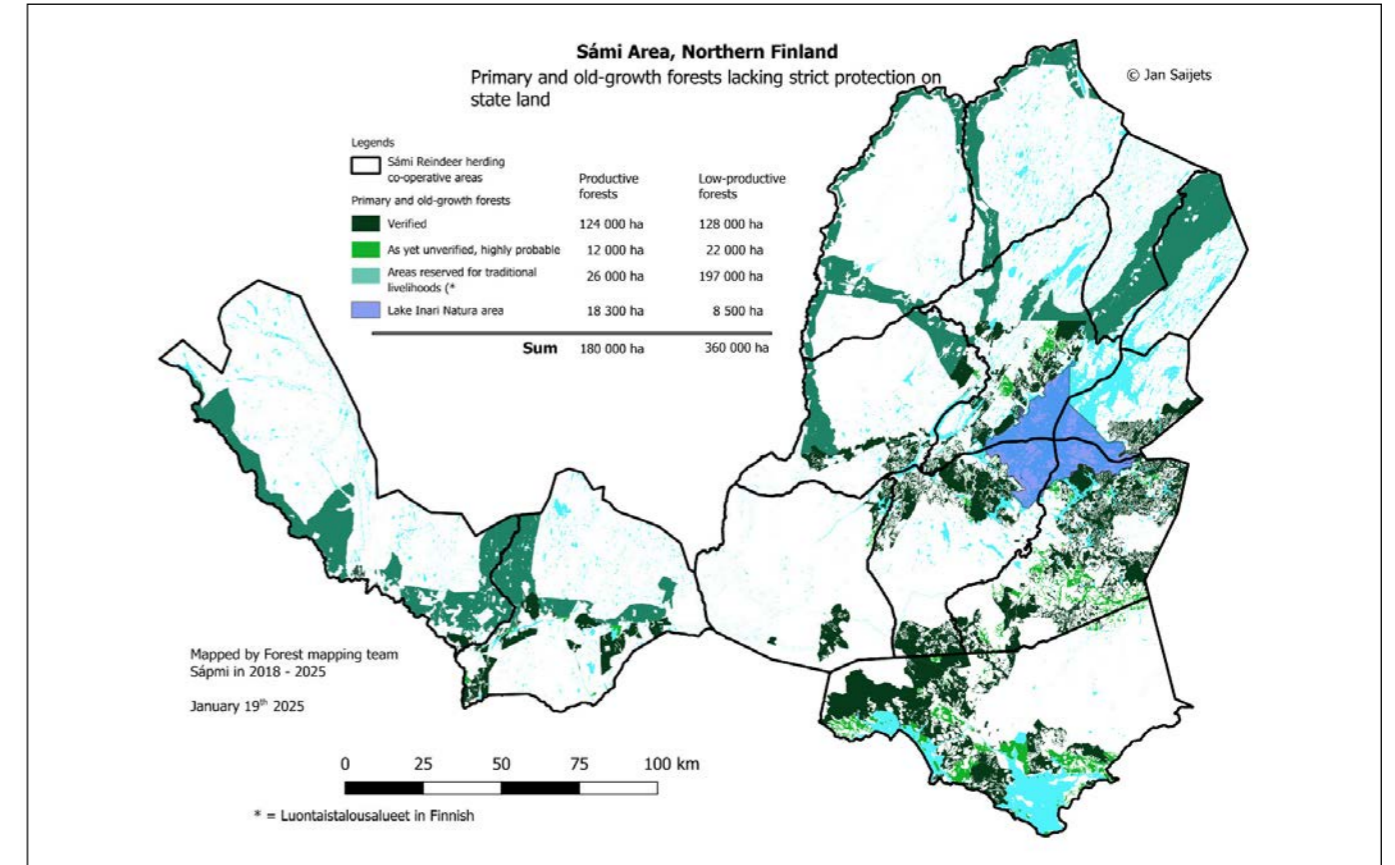 Sámi Area, Northern Finland
Primary and old-growth forests lacking strict protection on
state land
© Jan Saijets
Legends
Sámi Reindeer herding
co-operative areas
Productive
forests
Low-productive
forests
Primary and old-growth forests
Verified 124 000 ha 128 000 ha
As yet unverified, highly probable 12 000 ha 22 000 ha
Areas reserved for traditional
livelihoods (* 26 000 ha 197 000 ha
Lake Inari Natura area 18 300 ha 8 500 ha
Sum 180 000 ha 360 000 ha
Mapped by Forest mapping team
Sápmi in 2018 - 2025
January 19th 2025
0 25 50 75 100 km
* = Luontaistalousalueet in Finnish